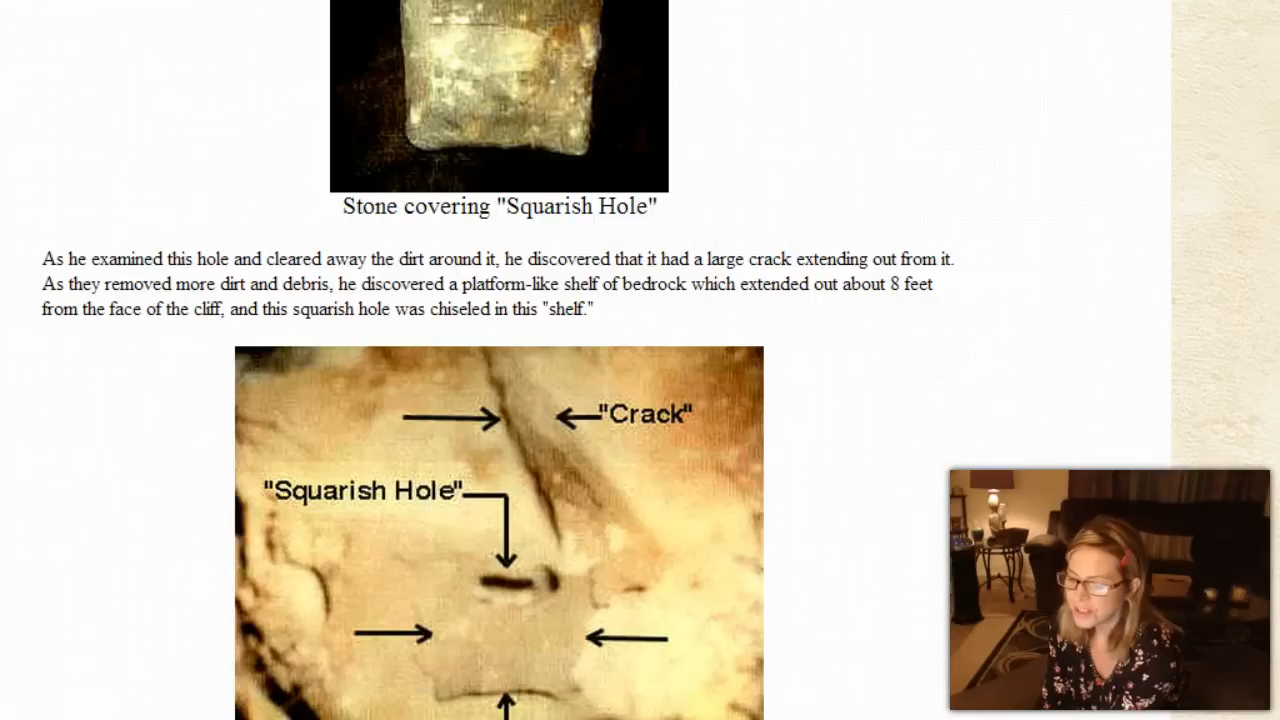 Stone covering "Squarish Hole"
As he examined this hole and cleared away the dirt around it, he discovered that it had a large crack extending out from it.
As they removed more dirt and debris, he discovered a platform-like shelf of bedrock which extended out about 8 feet
from the face of the cliff, and this squarish hole was chiseled in this "shelf."
"Crack"
"Squarish Hole"